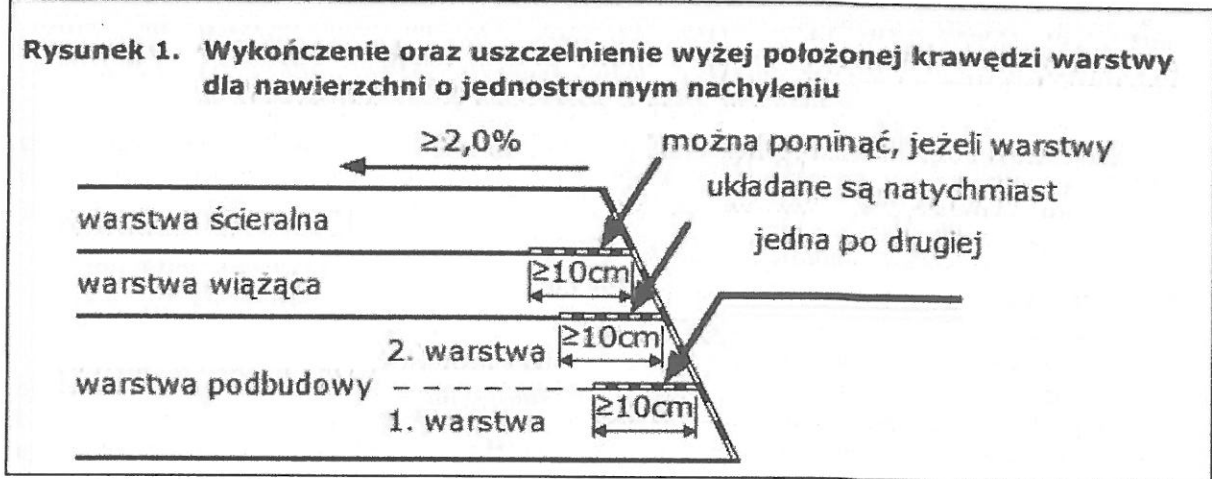 Rysunek 1. Wykończenie oraz uszczelnienie wyżej położonej krawędzi warstwy
dla nawierzchni o jednostronnym nachyleniu
≥2,0%
można pominąć, jeżeli warstwy
układane są natychmiast
jedna po drugiej
warstwa ścieralna
≥10cm
warstwa wiążąca
≥10cm
2. warstwa
warstwa podbudowy
≥10cm
1. warstwa